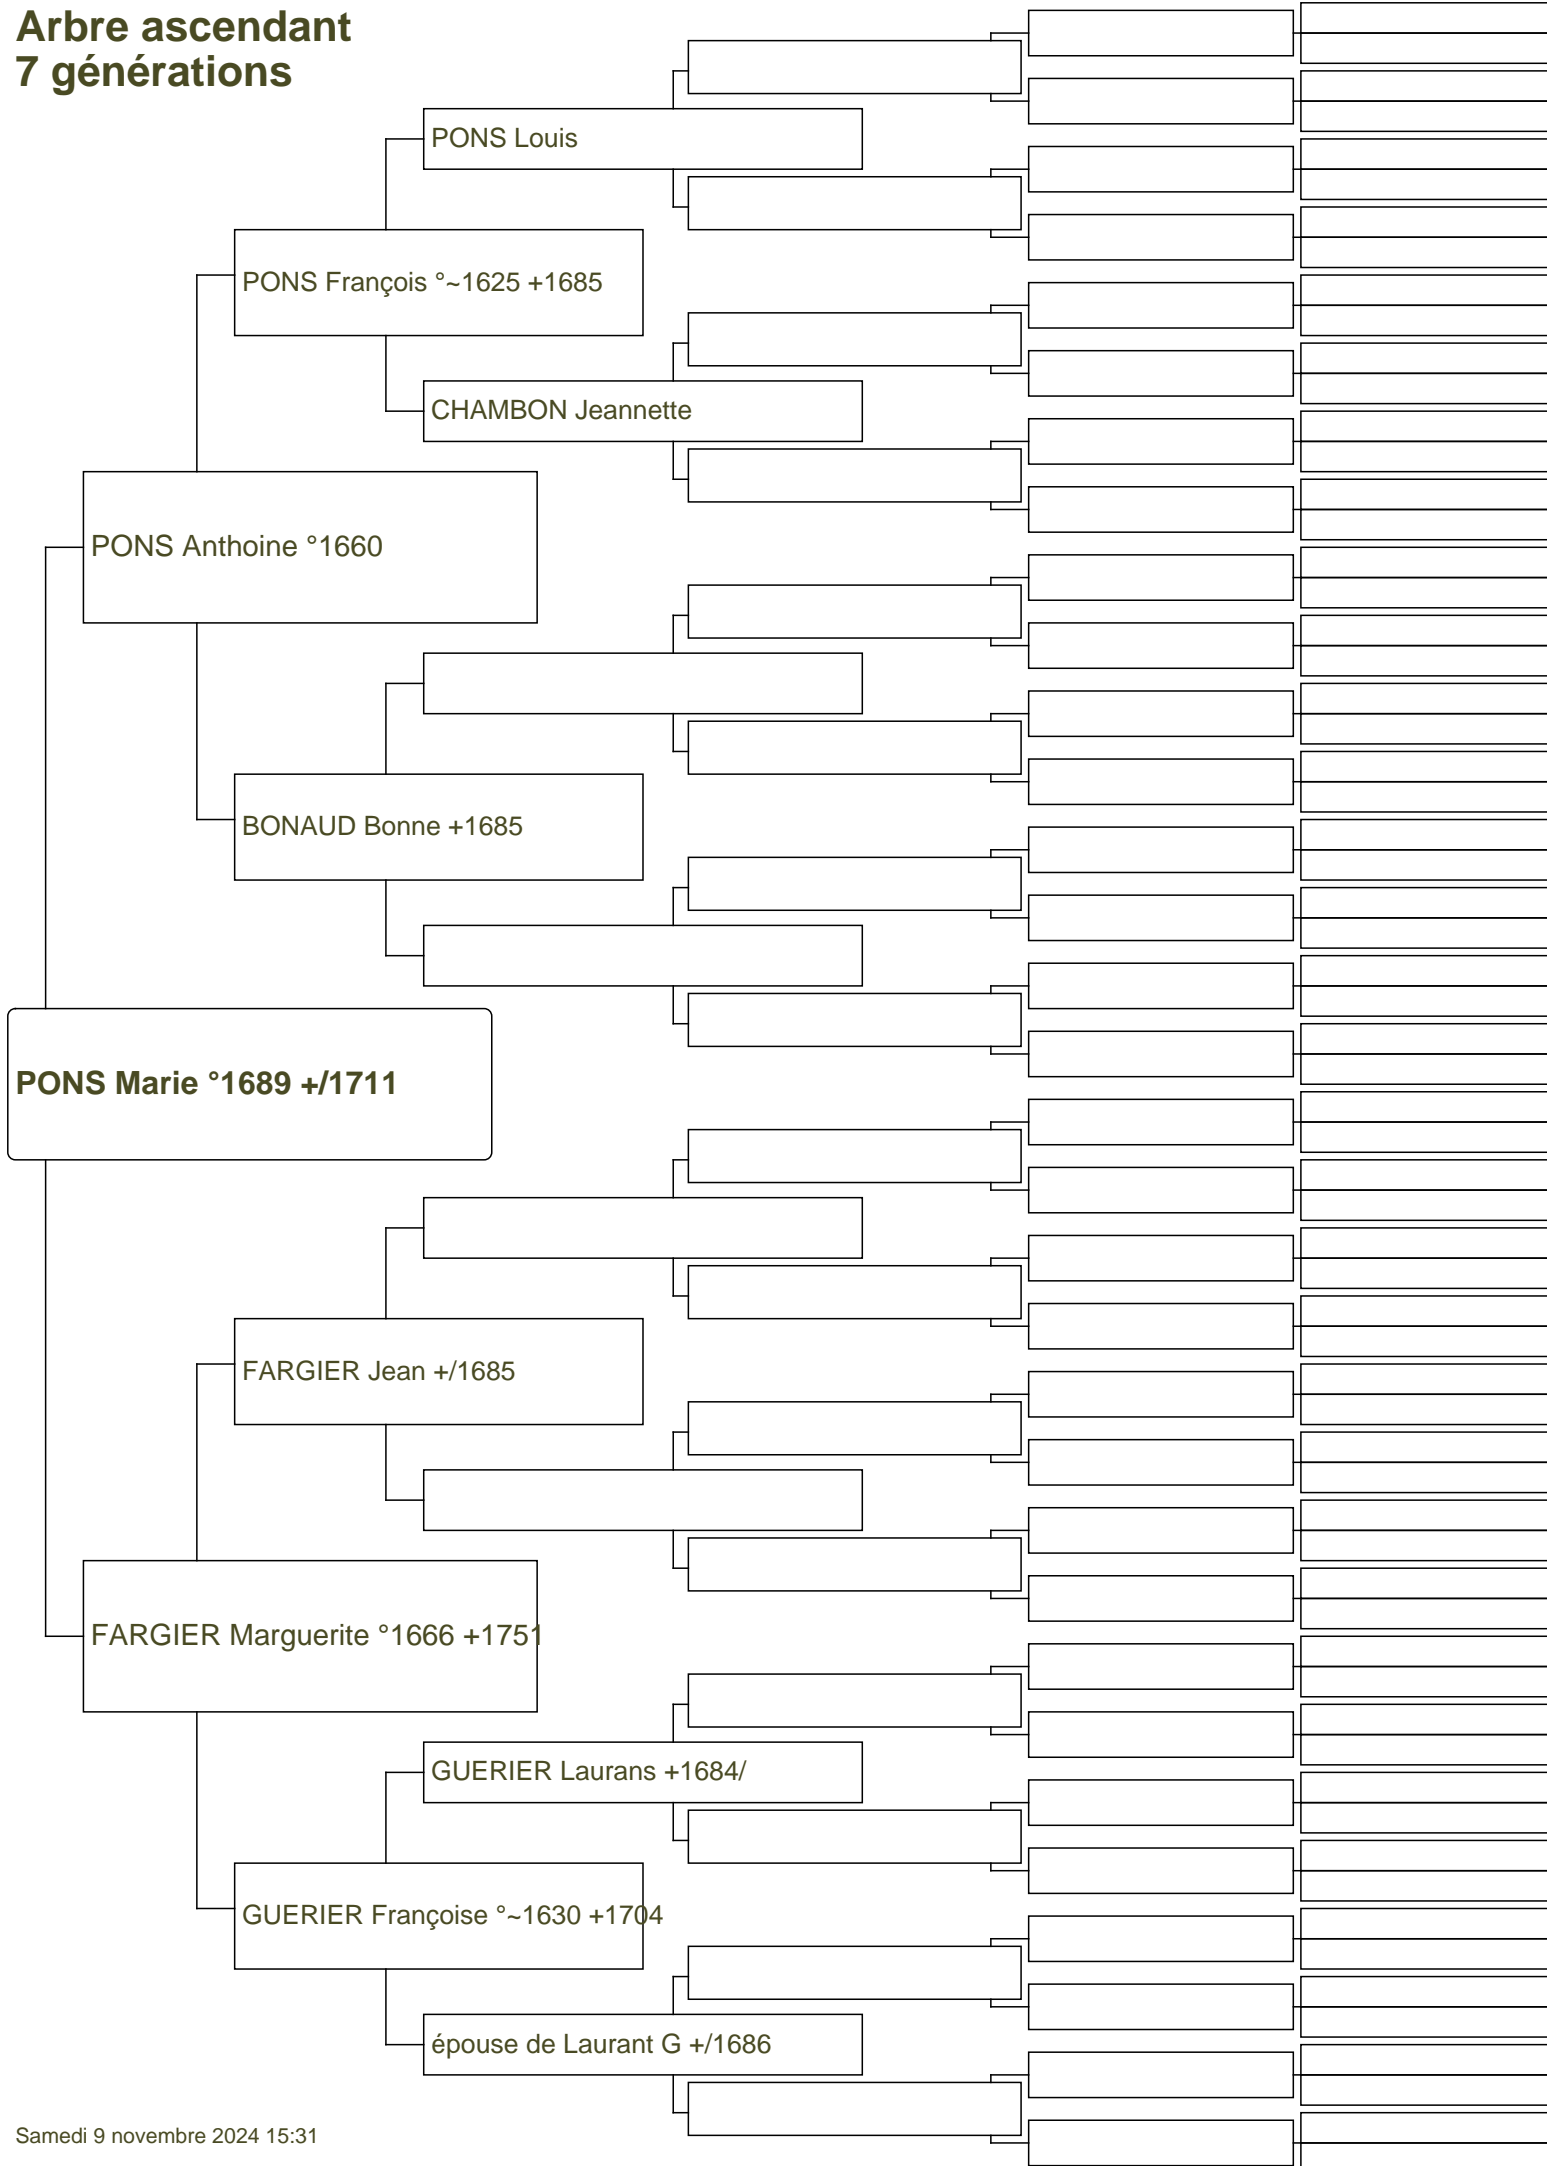 Arbre ascendant
7 générations
PONS Louis
PONS François °~1625 +1685
CHAMBON Jeannette
PONS Anthoine °1660
BONAUD Bonne +1685
PONS Marie °1689 +/1711
FARGIER Jean +/1685
FARGIER Marguerite °1666 +1751
GUERIER Laurans +1684/
GUERIER Françoise °~1630 +1704
épouse de Laurant G +/1686
Samedi 9 novembre 2024 15:31